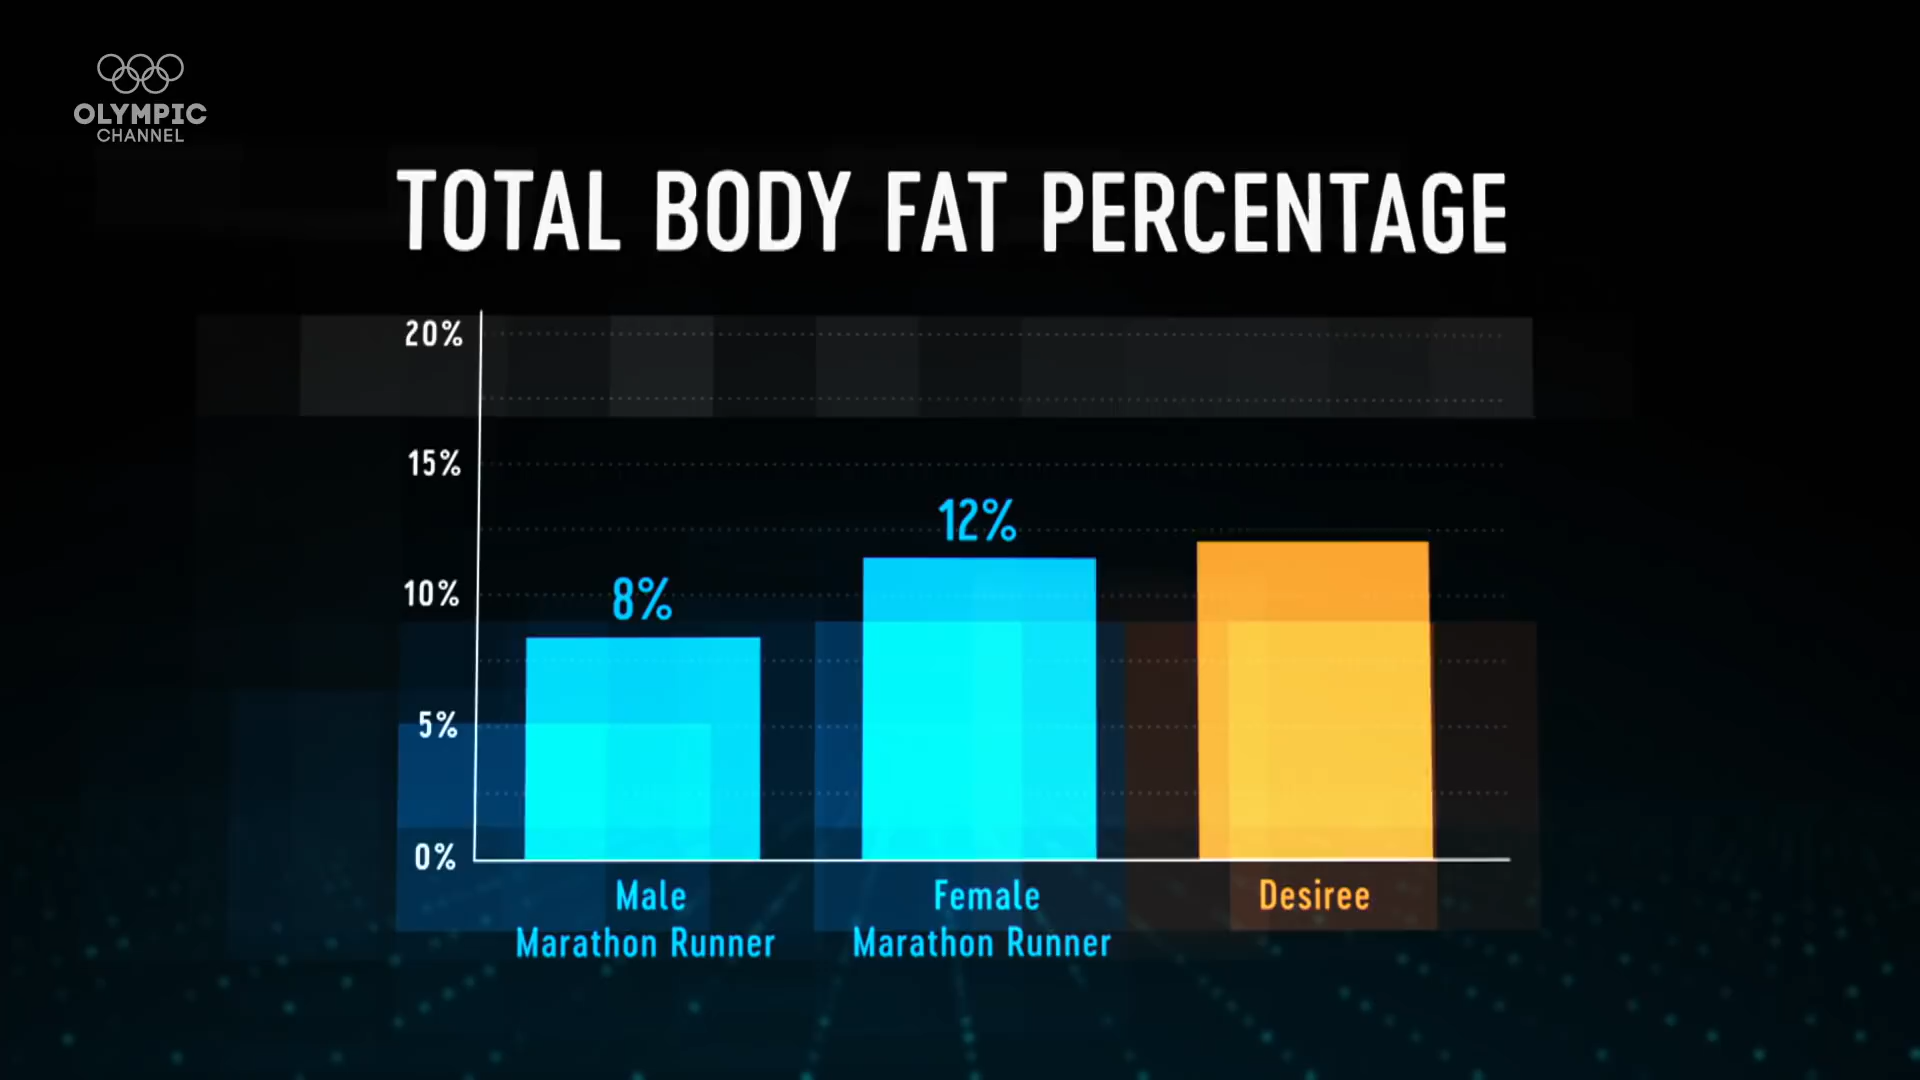 OLYMPIC
CHANNEL
TOTAL BODY FAT PERCENTAGE
20%
15%
12%
10%
8%
5%
0%
Male
Marathon Runner
Female
Marathon Runner
Desiree